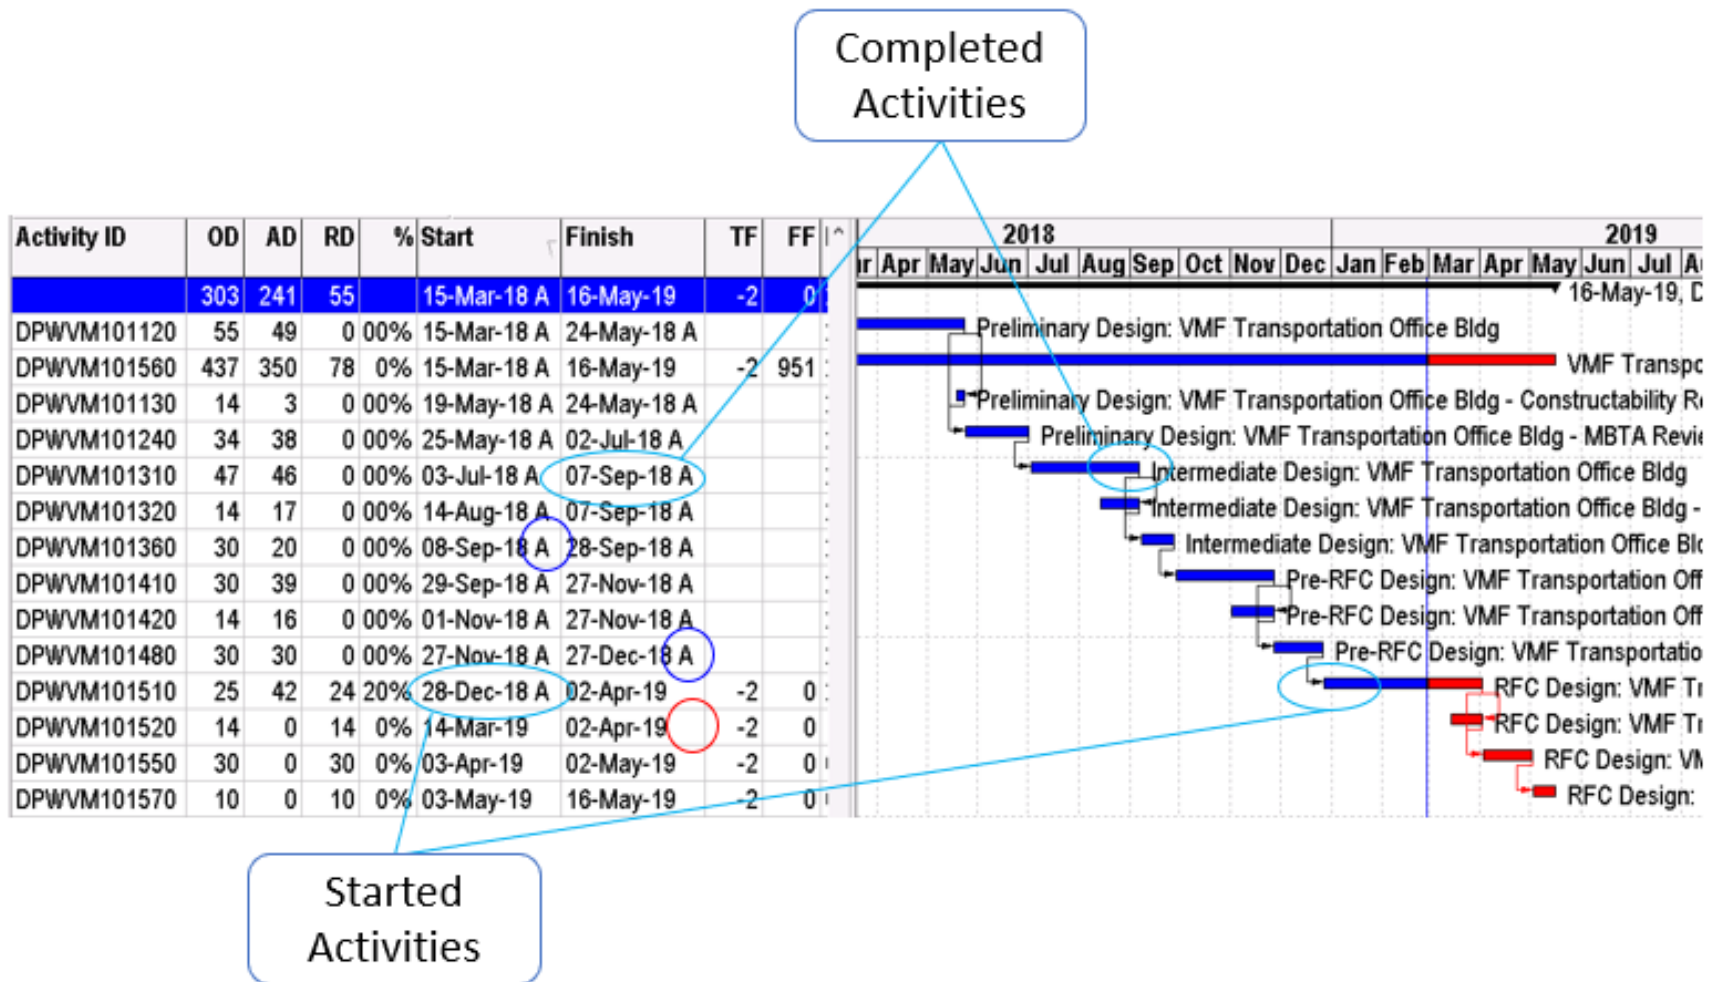 Completed
Activities
Activity ID OD AD RD % Start Finish TF FF
2018 2019
Apr May Jun Jul Aug Sep Oct Nov Dec Jan Feb Mar Apr May Jun Jul
303 241 55 15-Mar-18 A 16-May-19 -2 0 16-May-19, D
DPWVM101120 55 49 0 00% 15-Mar-18 A 24-May-18 A Preliminary Design: VMF Transportation Office Bldg
DPWVM101560 437 350 78 0% 15-Mar-18 A 16-May-19 -2 951 VMF Transpo
DPWVM101130 14 3 0 00% 19-May-18 A 24-May-18 A Preliminary Design: VMF Transportation Office Bldg - Constructability R
DPWVM101240 34 38 0 00% 25-May-18 A 02-Jul-18 A Preliminary Design: VMF Transportation Office Bldg - MBTA Revie
DPWVM101310 47 46 0 00% 03-Jul-18 A 07-Sep-18 A Intermediate Design: VMF Transportation Office Bldg
DPWVM101320 14 17 0 00% 14-Aug-18 A 07-Sep-18 A Intermediate Design: VMF Transportation Office Bldg -
DPWVM101360 30 20 0 00% 08-Sep-18 A 28-Sep-18 A Intermediate Design: VMF Transportation Office Blo
DPWVM101410 30 39 0 00% 29-Sep-18 A 27-Nov-18 A Pre-RFC Design: VMF Transportation Off
DPWVM101420 14 16 0 00% 01-Nov-18 A 27-Nov-18 A Pre-RFC Design: VMF Transportation Off
DPWVM101480 30 30 0 00% 27-Nov-18 A 27-Dec-18 A Pre-RFC Design: VMF Transportatio
DPWVM101510 25 42 24 20% 28-Dec-18 A 02-Apr-19 -2 0 RFC Design: VMF Tr
DPWVM101520 14 0 14 0% 14-Mar-19 02-Apr-19 -2 0 RFC Design: VMF Tr
DPWVM101550 30 0 30 0% 03-Apr-19 02-May-19 -2 0 RFC Design: VM
DPWVM101570 10 0 10 0% 03-May-19 16-May-19 -2 0 RFC Design:
Started
Activities